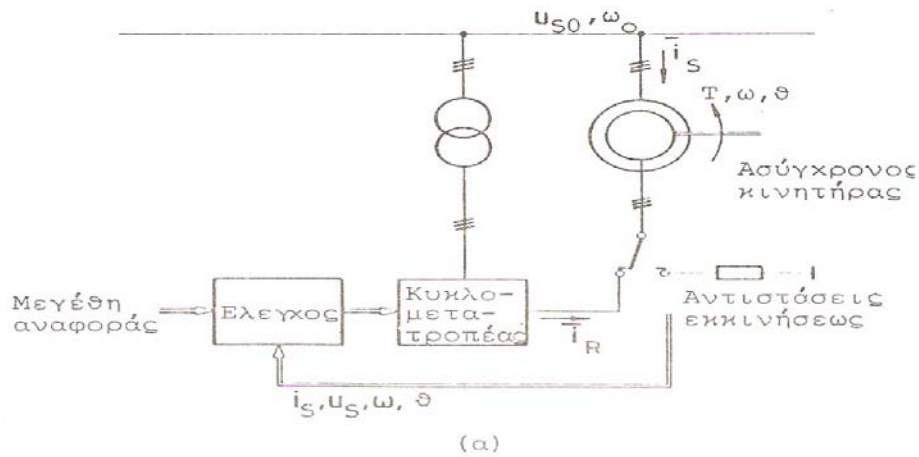 u_S0, ω_o
i_S
T, ω, θ
Ασύγχρονος
κινητήρας
Μεγέθη
αναφοράς
Ελεγχος
Κυκλο-
μετα-
τροπέας
i_R
Αντιστάσεις
εκκινήσεως
i_S, u_S, ω, θ
(α)